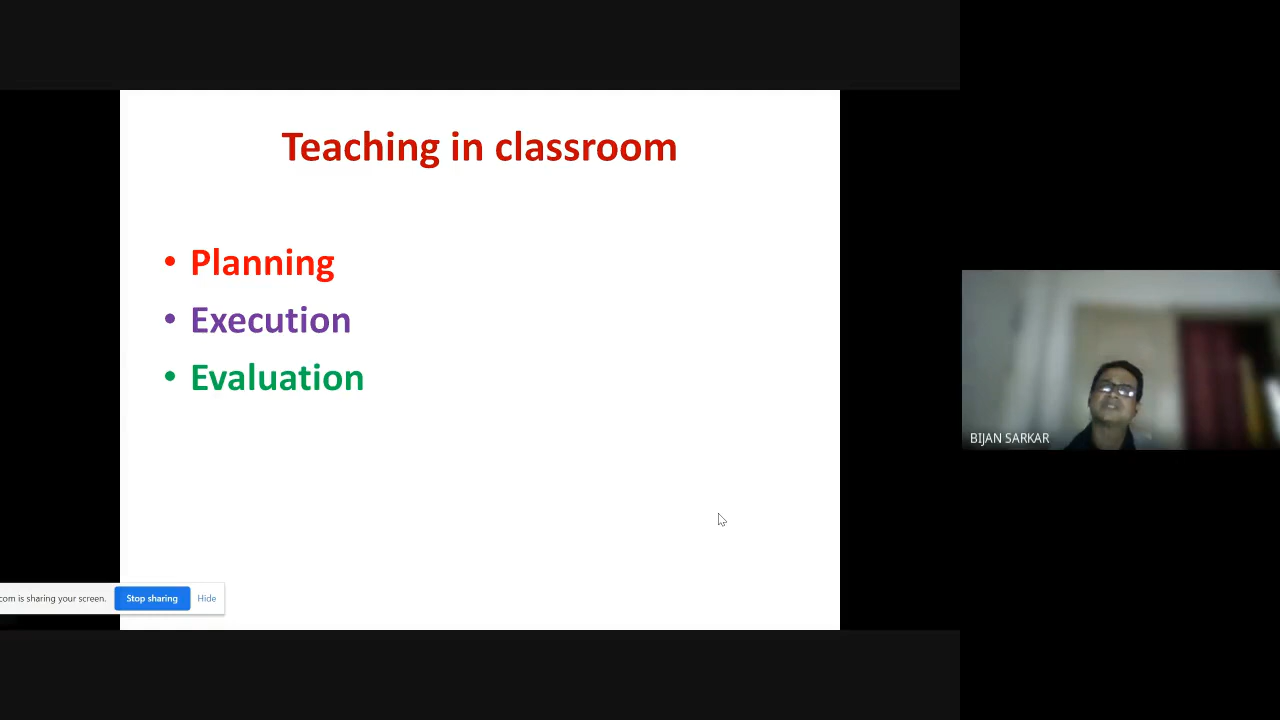 Teaching in classroom
• Planning
• Execution
• Evaluation
BIJAN SARKAR
com is sharing your screen. Stop sharing Hide